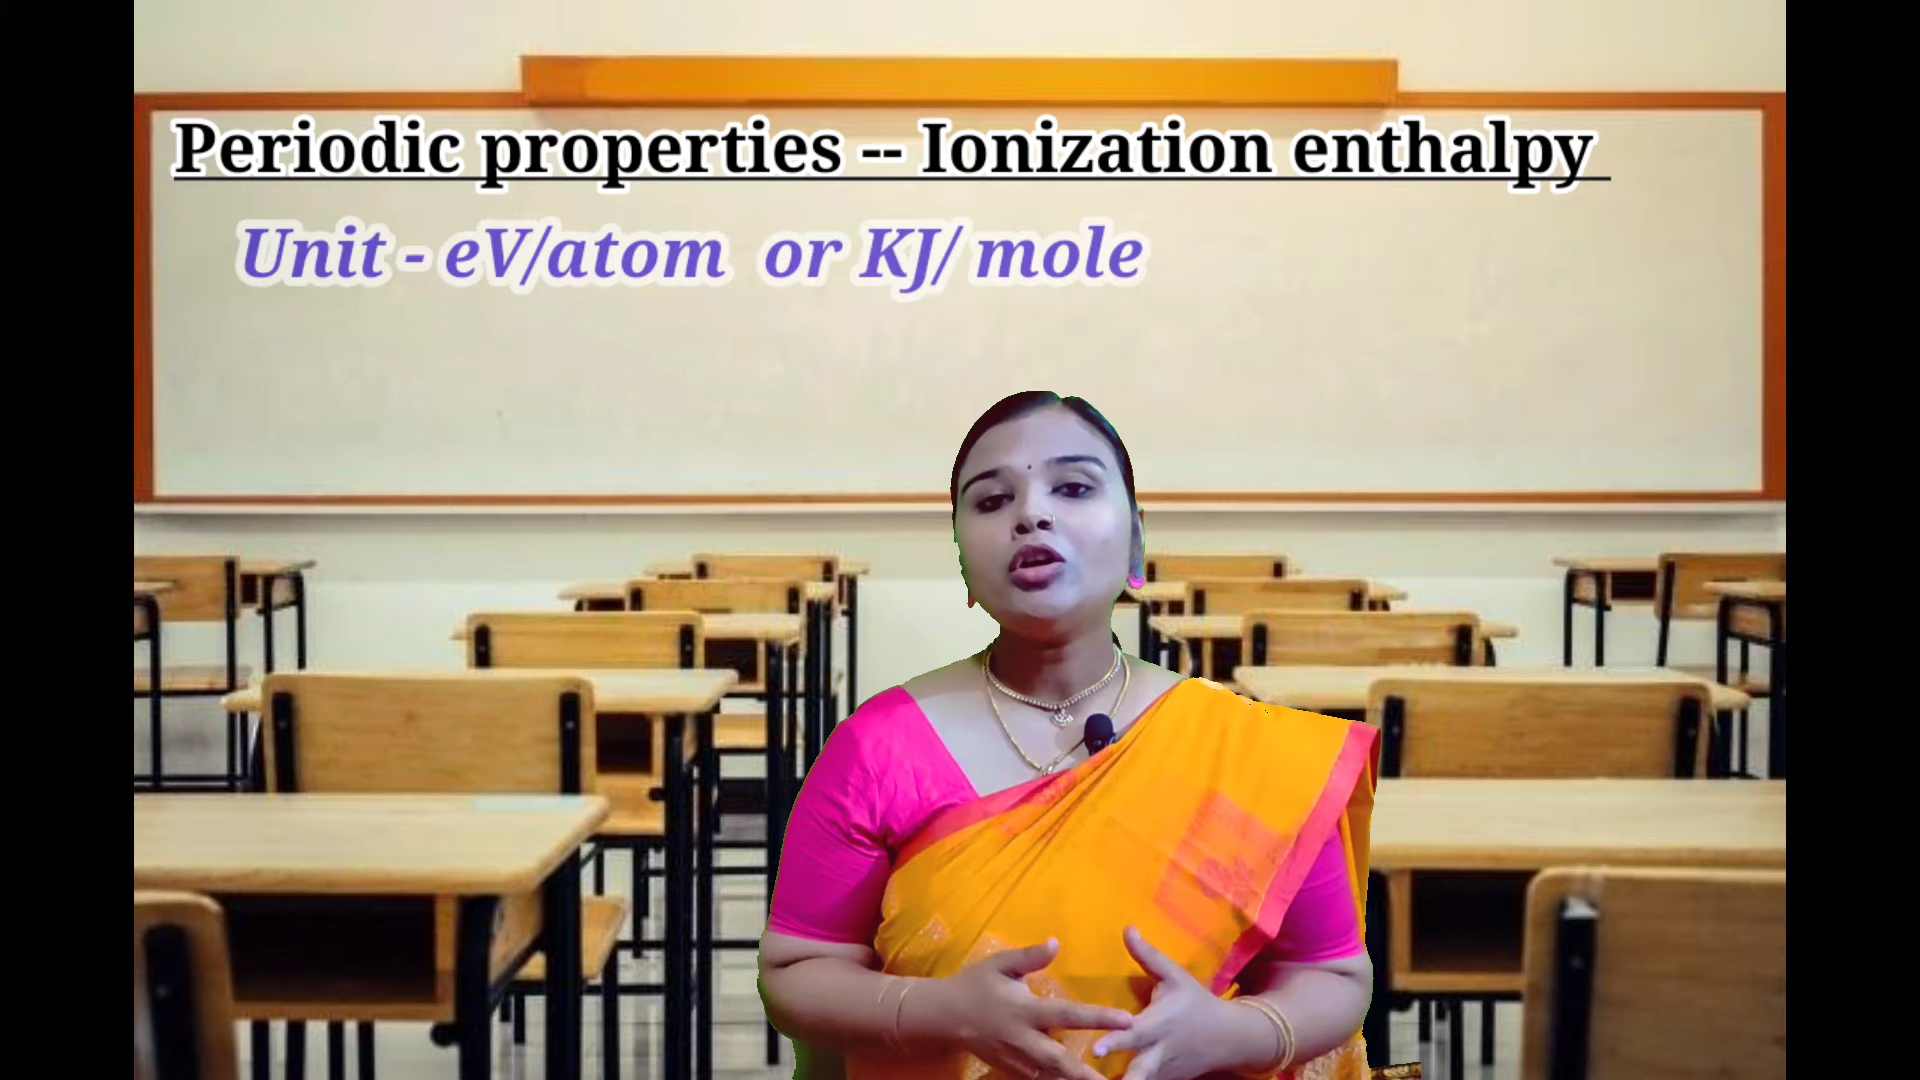 Periodic properties -- Ionization enthalpy
Unit - eV/atom or KJ/ mole